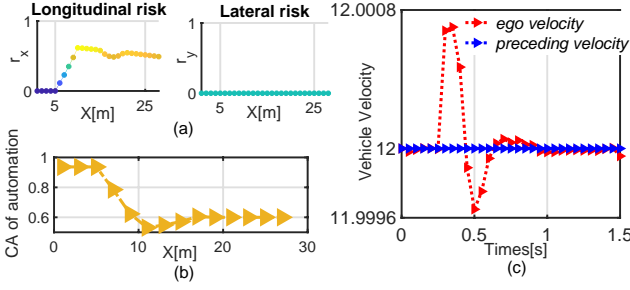 Longitudinal risk
Lateral risk
1
r_x
0
5
25
X[m]
1
r_y
0
5
25
X[m]
(a)
CA of automation
1
0.8
0.6
0
10
20
30
X[m]
(b)
12.0008
Vehicle Velocity
12
11.9996
ego velocity
preceding velocity
0
0.5
1
1.5
Times[s]
(c)